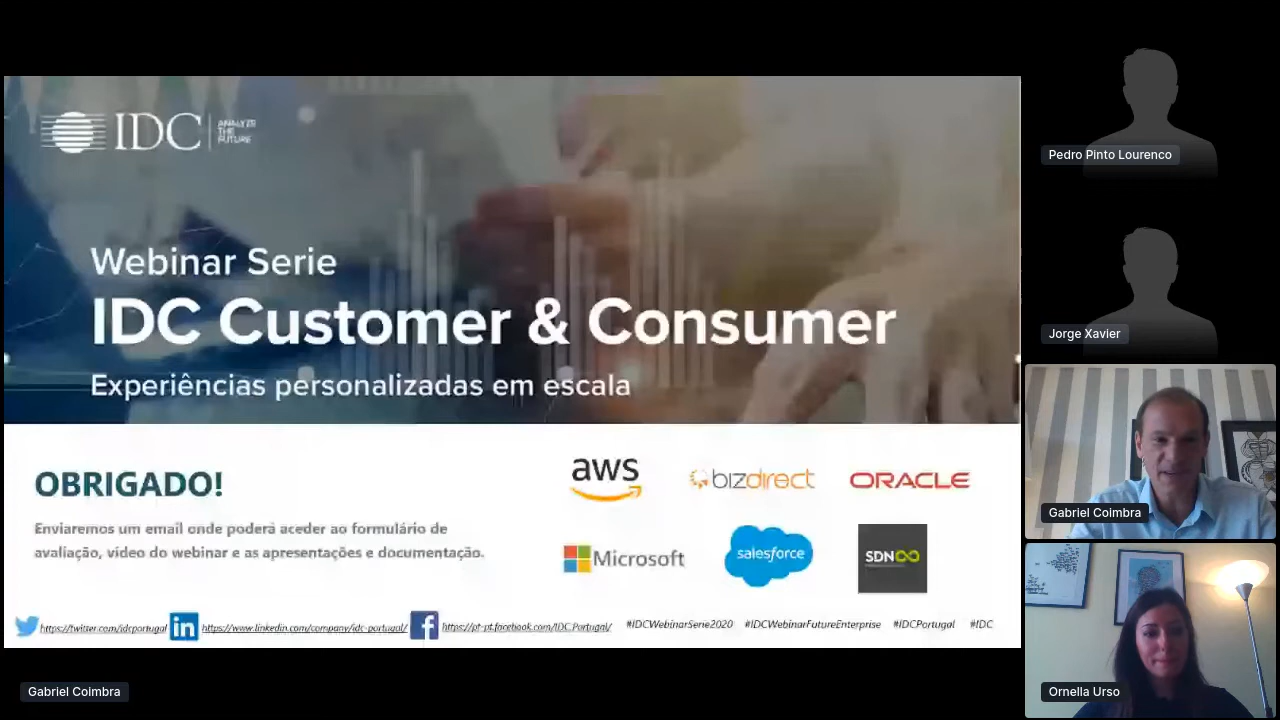 IDC
ANALYZE
THE
FUTURE
Webinar Serie
IDC Customer & Consumer
Experiências personalizadas em escala
OBRIGADO!
Enviaremos um email onde poderá aceder ao formulário de
avaliação, vídeo do webinar e as apresentações e documentação.
aws
bizdirect
ORACLE
Microsoft
salesforce
SDN
https://twitter.com/idcportugal
in
https://www.linkedin.com/company/idc-portugal/
f
https://pt-pt.facebook.com/IDC.Portugal/
#IDCWebinarSerie2020 #IDCWebinarFutureEnterprise #IDCPortugal #IDC
Gabriel Coimbra
Pedro Pinto Lourenco
Jorge Xavier
Gabriel Coimbra
Ornella Urso